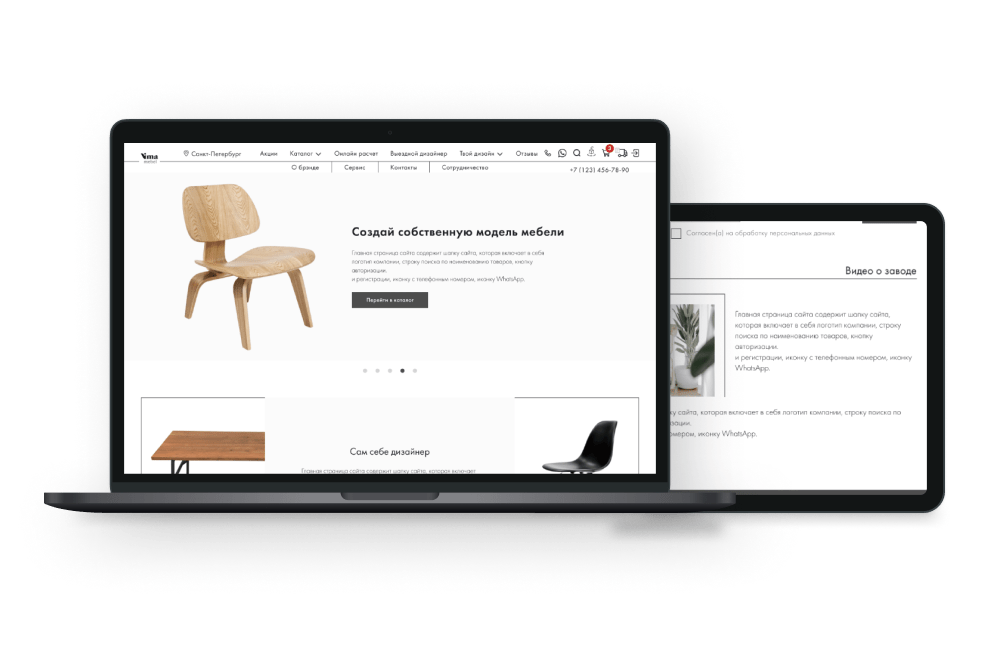 Vima
Санкт-Петербург
Акции
Каталог
Онлайн расчет
Выездной дизайнер
Твой дизайн
Отзывы
3
О бренде
Сервис
Контакты
Сотрудничество
+7 (123) 456-78-90
Создай собственную модель мебели
Главная страница сайта содержит шапку сайта, которая включает в себя
логотип компании, строку поиска по наименованию товаров, кнопку
авторизации.
и регистрации, иконку с телефонным номером, иконку WhatsApp.
Перейти в каталог
Сам себе дизайнер
Главная страница сайта содержит шапку сайта, которая включает
Согласен(а) на обработку персональных данных
Видео о заводе
Главная страница сайта содержит шапку сайта,
которая включает в себя логотип компании, строку
поиска по наименованию товаров, кнопку
авторизации.
и регистрации, иконку с телефонным номером, иконку
WhatsApp.
ку сайта, которая включает в себя логотип компании, строку поиска по
зации.
омером, иконку WhatsApp.